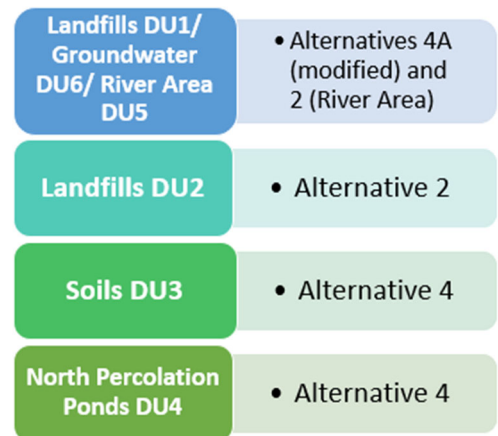 Landfills DU1/
Groundwater
DU6/ River Area
DU5
• Alternatives 4A
(modified) and
2 (River Area)
Landfills DU2
• Alternative 2
Soils DU3
• Alternative 4
North Percolation
Ponds DU4
• Alternative 4